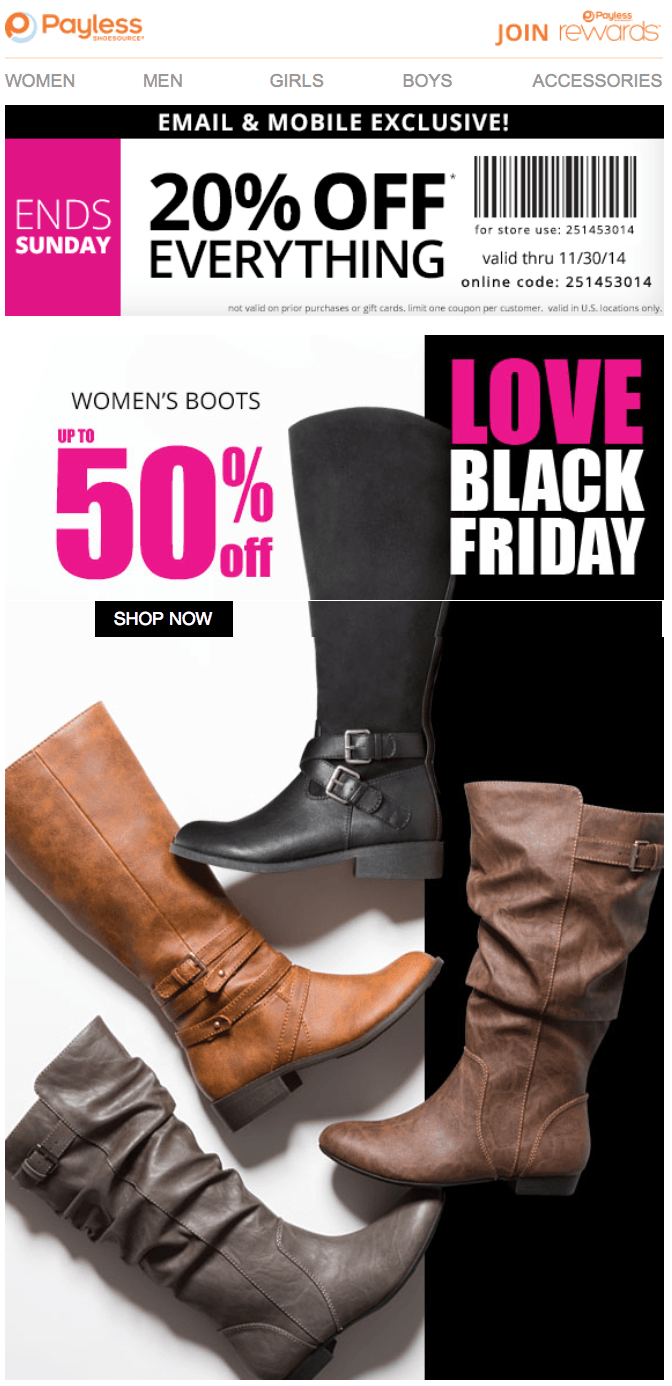 Payless
SHOESOURCE®
JOIN Payless rewards
WOMEN MEN GIRLS BOYS ACCESSORIES
EMAIL & MOBILE EXCLUSIVE!
ENDS
SUNDAY
20% OFF*
EVERYTHING
for store use: 251453014
valid thru 11/30/14
online code: 251453014
not valid on prior purchases or gift cards. limit one coupon per customer. valid in U.S. locations only.
WOMEN'S BOOTS
UP TO
50% off
LOVE
BLACK
FRIDAY
SHOP NOW